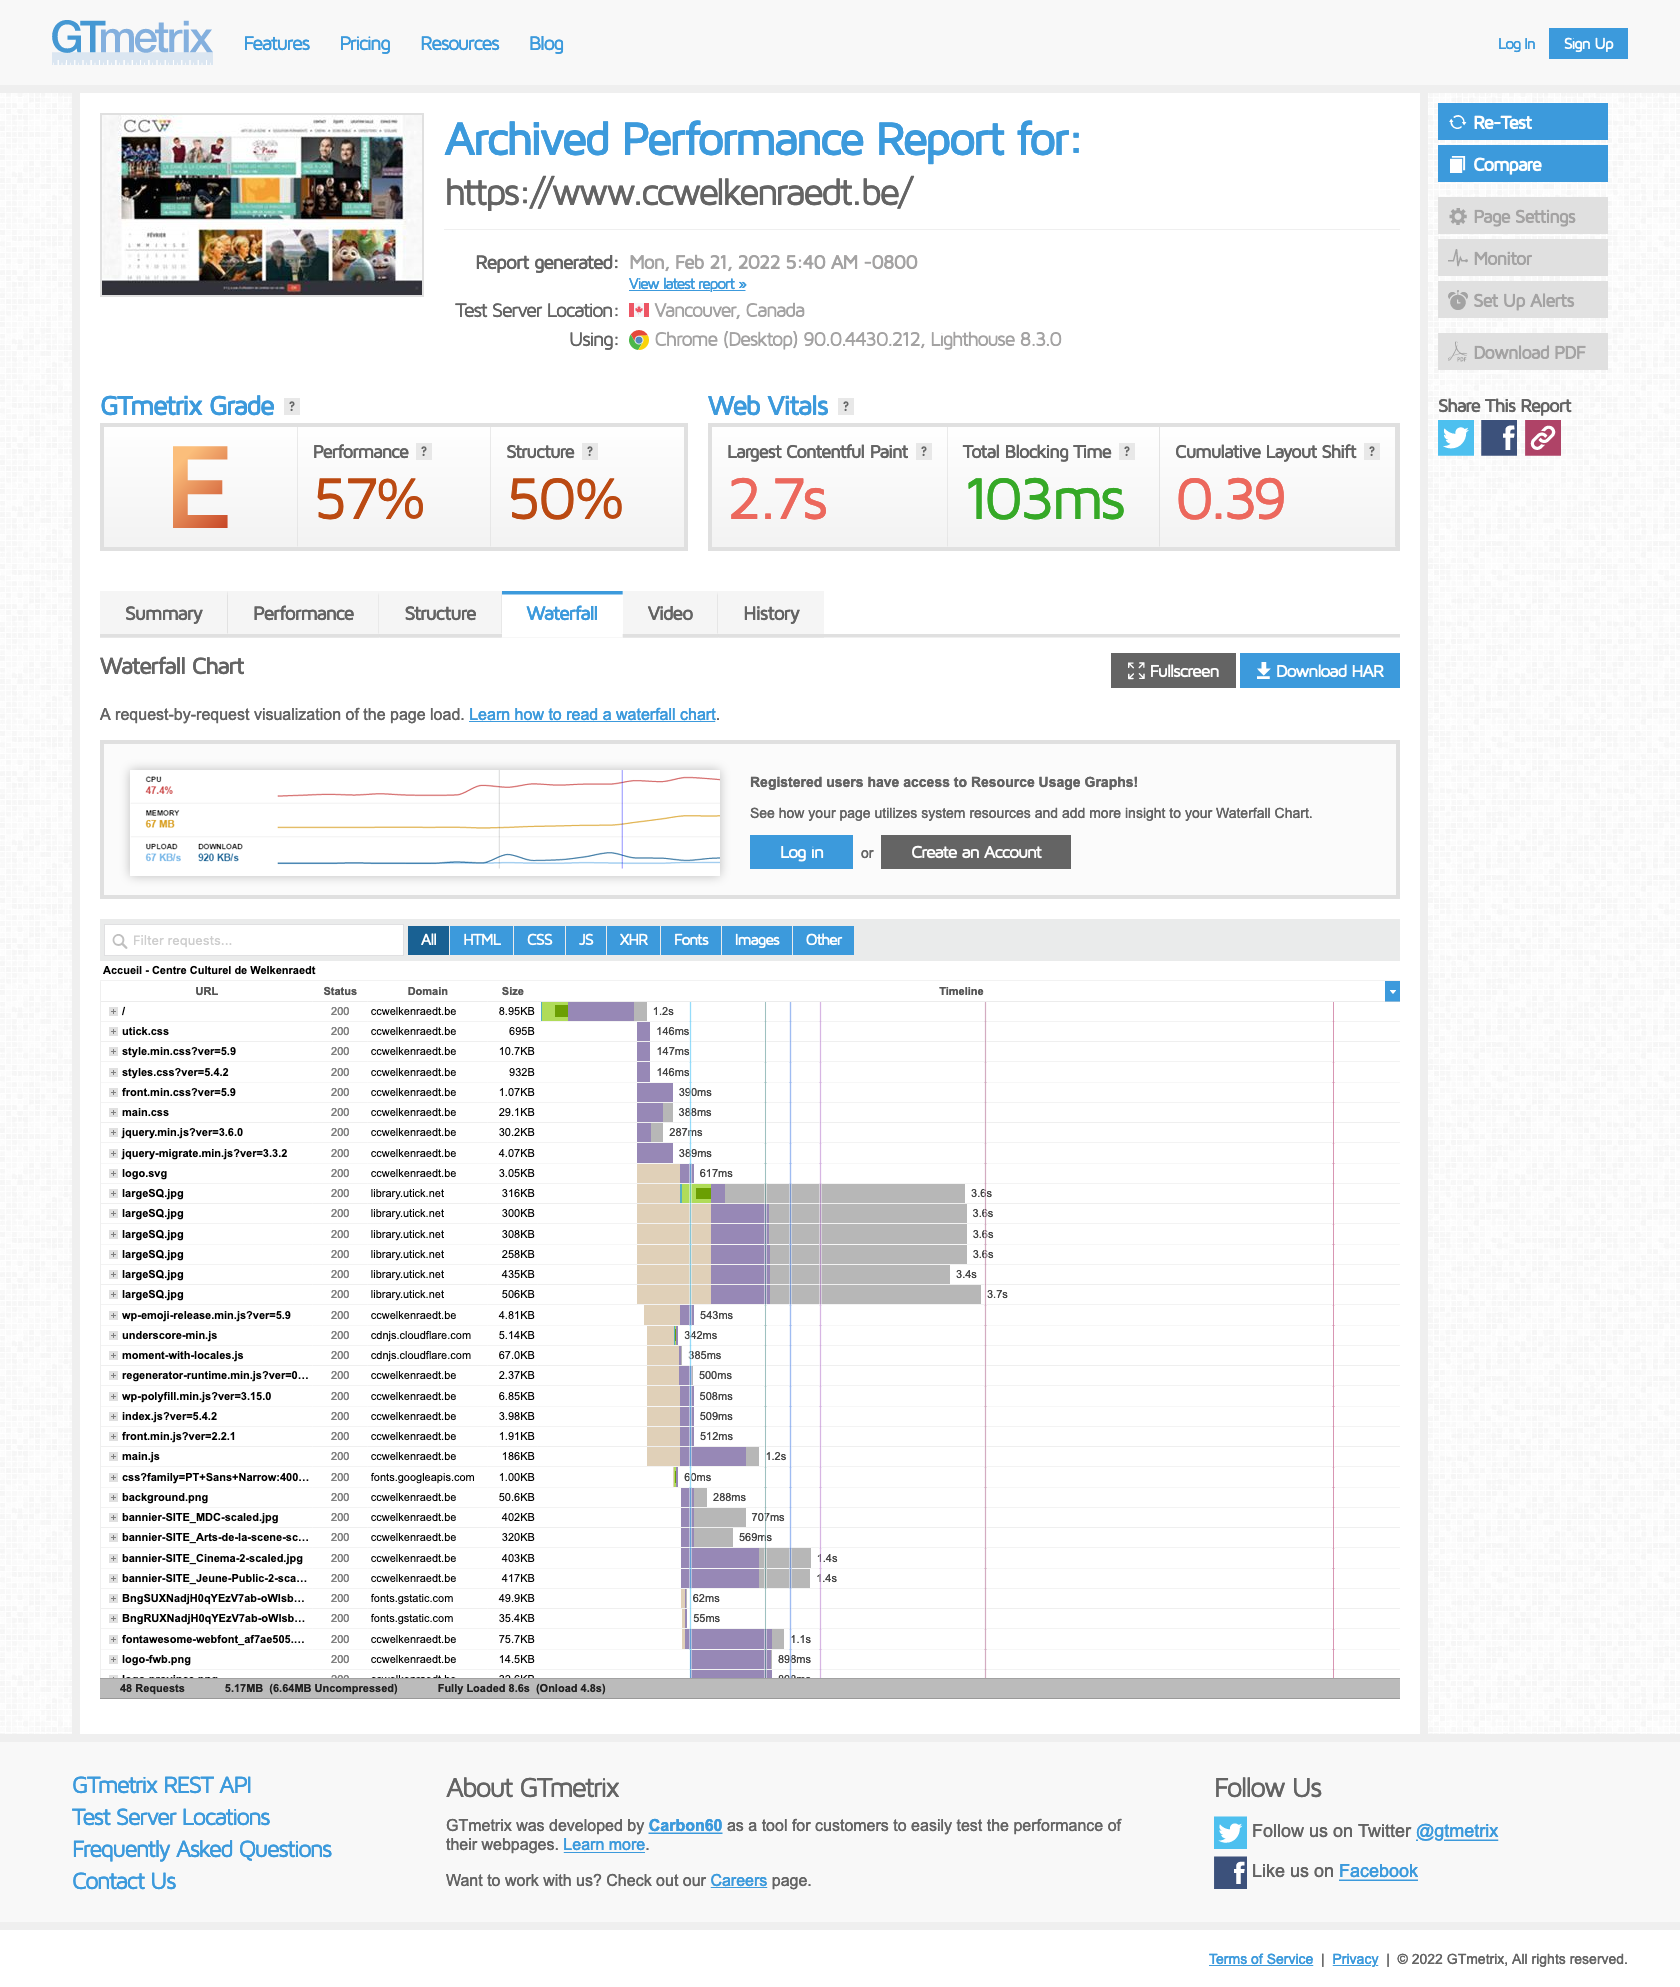 GTmetrix
Features Pricing Resources Blog
Log In Sign Up
CCW
Archived Performance Report for:
https://www.ccwelkenraedt.be/
Report generated: Mon, Feb 21, 2022 5:40 AM -0800
View latest report »
Test Server Location: Vancouver, Canada
Using: Chrome (Desktop) 90.0.4430.212, Lighthouse 8.3.0
Re-Test
Compare
Page Settings
Monitor
Set Up Alerts
Download PDF
Share This Report
GTmetrix Grade ?
E
Performance ?
57%
Structure ?
50%
Web Vitals ?
Largest Contentful Paint ?
2.7s
Total Blocking Time ?
103ms
Cumulative Layout Shift ?
0.39
Summary Performance Structure Waterfall Video History
Waterfall Chart
Fullscreen Download HAR
A request-by-request visualization of the page load. Learn how to read a waterfall chart.
CPU
47.4%
MEMORY
67 MB
UPLOAD DOWNLOAD
67 KB/s 920 KB/s
Registered users have access to Resource Usage Graphs!
See how your page utilizes system resources and add more insight to your Waterfall Chart.
Log in or Create an Account
Filter requests...
All HTML CSS JS XHR Fonts Images Other
Accueil - Centre Culturel de Welkenraedt
URL Status Domain Size Timeline
/ 200 ccwelkenraedt.be 8.95KB 1.2s
utick.css 200 ccwelkenraedt.be 695B 146ms
style.min.css?ver=5.9 200 ccwelkenraedt.be 10.7KB 147ms
styles.css?ver=5.4.2 200 ccwelkenraedt.be 932B 146ms
front.min.css?ver=5.9 200 ccwelkenraedt.be 1.07KB 390ms
main.css 200 ccwelkenraedt.be 29.1KB 388ms
jquery.min.js?ver=3.6.0 200 ccwelkenraedt.be 30.2KB 287ms
jquery-migrate.min.js?ver=3.3.2 200 ccwelkenraedt.be 4.07KB 389ms
logo.svg 200 ccwelkenraedt.be 3.05KB 617ms
largeSQ.jpg 200 library.utick.net 316KB 3.6s
largeSQ.jpg 200 library.utick.net 300KB 3.6s
largeSQ.jpg 200 library.utick.net 308KB 3.6s
largeSQ.jpg 200 library.utick.net 258KB 3.6s
largeSQ.jpg 200 library.utick.net 435KB 3.4s
largeSQ.jpg 200 library.utick.net 506KB 3.7s
wp-emoji-release.min.js?ver=5.9 200 ccwelkenraedt.be 4.81KB 543ms
underscore-min.js 200 cdnjs.cloudflare.com 5.14KB 342ms
moment-with-locales.js 200 cdnjs.cloudflare.com 67.0KB 385ms
regenerator-runtime.min.js?ver=0... 200 ccwelkenraedt.be 2.37KB 500ms
wp-polyfill.min.js?ver=3.15.0 200 ccwelkenraedt.be 6.85KB 508ms
index.js?ver=5.4.2 200 ccwelkenraedt.be 3.98KB 509ms
front.min.js?ver=2.2.1 200 ccwelkenraedt.be 1.91KB 512ms
main.js 200 ccwelkenraedt.be 186KB 1.2s
css?family=PT+Sans+Narrow:400... 200 fonts.googleapis.com 1.00KB 60ms
background.png 200 ccwelkenraedt.be 50.6KB 288ms
bannier-SITE_MDC-scaled.jpg 200 ccwelkenraedt.be 402KB 707ms
bannier-SITE_Arts-de-la-scene-sc... 200 ccwelkenraedt.be 320KB 569ms
bannier-SITE_Cinema-2-scaled.jpg 200 ccwelkenraedt.be 403KB 1.4s
bannier-SITE_Jeune-Public-2-sca... 200 ccwelkenraedt.be 417KB 1.4s
BngSUXNadjH0qYEzV7ab-oWlsb... 200 fonts.gstatic.com 49.9KB 62ms
BngRUXNadjH0qYEzV7ab-oWlsb... 200 fonts.gstatic.com 35.4KB 55ms
fontawesome-webfont_af7ae505.... 200 ccwelkenraedt.be 75.7KB 1.1s
logo-fwb.png 200 ccwelkenraedt.be 14.5KB 898ms
48 Requests 5.17MB (6.64MB Uncompressed) Fully Loaded 8.6s (Onload 4.8s)
GTmetrix REST API
Test Server Locations
Frequently Asked Questions
Contact Us
About GTmetrix
GTmetrix was developed by Carbon60 as a tool for customers to easily test the performance of
their webpages. Learn more.
Want to work with us? Check out our Careers page.
Follow Us
Follow us on Twitter @gtmetrix
Like us on Facebook
Terms of Service | Privacy | © 2022 GTmetrix, All rights reserved.